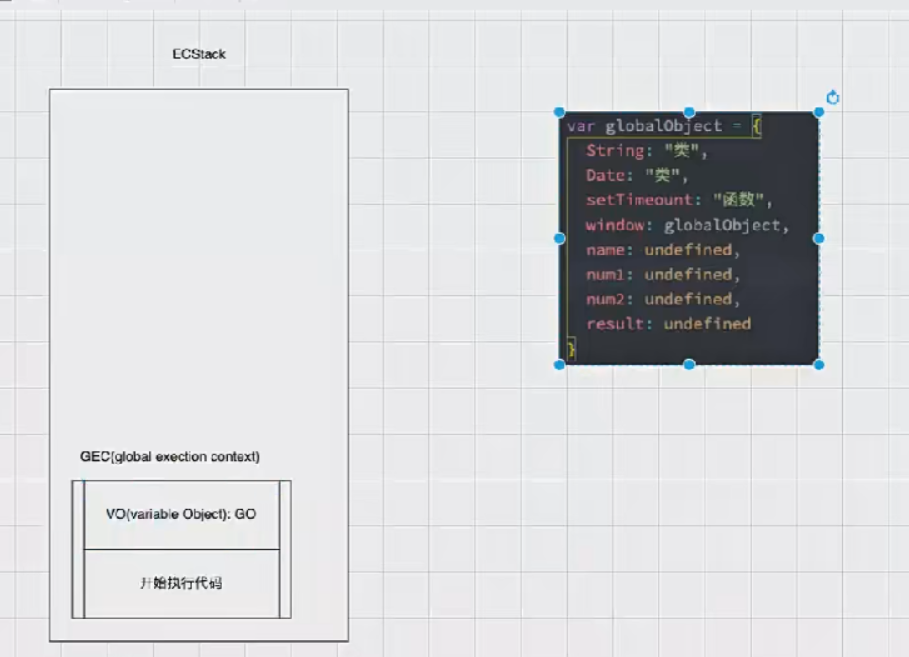 ECStack
var globalObject = {
String: "类",
Date: "类",
setTimeount: "函数",
window: globalObject,
name: undefined,
num1: undefined,
num2: undefined,
result: undefined
}
GEC(global exection context)
VO(variable Object): GO
开始执行代码